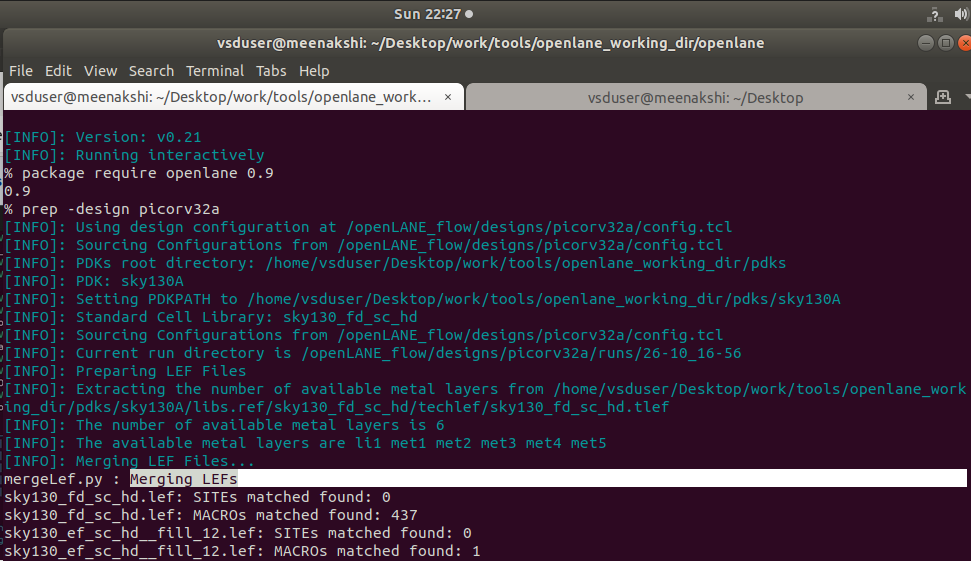 Sun 22:27
vsduser@meenakshi: ~/Desktop/work/tools/openlane_working_dir/openlane
File Edit View Search Terminal Tabs Help
vsduser@meenakshi: ~/Desktop/work/tools/openlane_work... × vsduser@meenakshi: ~/Desktop ×
[INFO]: Version: v0.21
[INFO]: Running interactively
% package require openlane 0.9
0.9
% prep -design picorv32a
[INFO]: Using design configuration at /openLANE_flow/designs/picorv32a/config.tcl
[INFO]: Sourcing Configurations from /openLANE_flow/designs/picorv32a/config.tcl
[INFO]: PDKs root directory: /home/vsduser/Desktop/work/tools/openlane_working_dir/pdks
[INFO]: PDK: sky130A
[INFO]: Setting PDKPATH to /home/vsduser/Desktop/work/tools/openlane_working_dir/pdks/sky130A
[INFO]: Standard Cell Library: sky130_fd_sc_hd
[INFO]: Sourcing Configurations from /openLANE_flow/designs/picorv32a/config.tcl
[INFO]: Current run directory is /openLANE_flow/designs/picorv32a/runs/26-10_16-56
[INFO]: Preparing LEF Files
[INFO]: Extracting the number of available metal layers from /home/vsduser/Desktop/work/tools/openlane_work
ing_dir/pdks/sky130A/libs.ref/sky130_fd_sc_hd/techlef/sky130_fd_sc_hd.tlef
[INFO]: The number of available metal layers is 6
[INFO]: The available metal layers are li1 met1 met2 met3 met4 met5
[INFO]: Merging LEF Files...
mergeLef.py : Merging LEFs
sky130_fd_sc_hd.lef: SITEs matched found: 0
sky130_fd_sc_hd.lef: MACROs matched found: 437
sky130_ef_sc_hd__fill_12.lef: SITEs matched found: 0
sky130_ef_sc_hd__fill_12.lef: MACROs matched found: 1